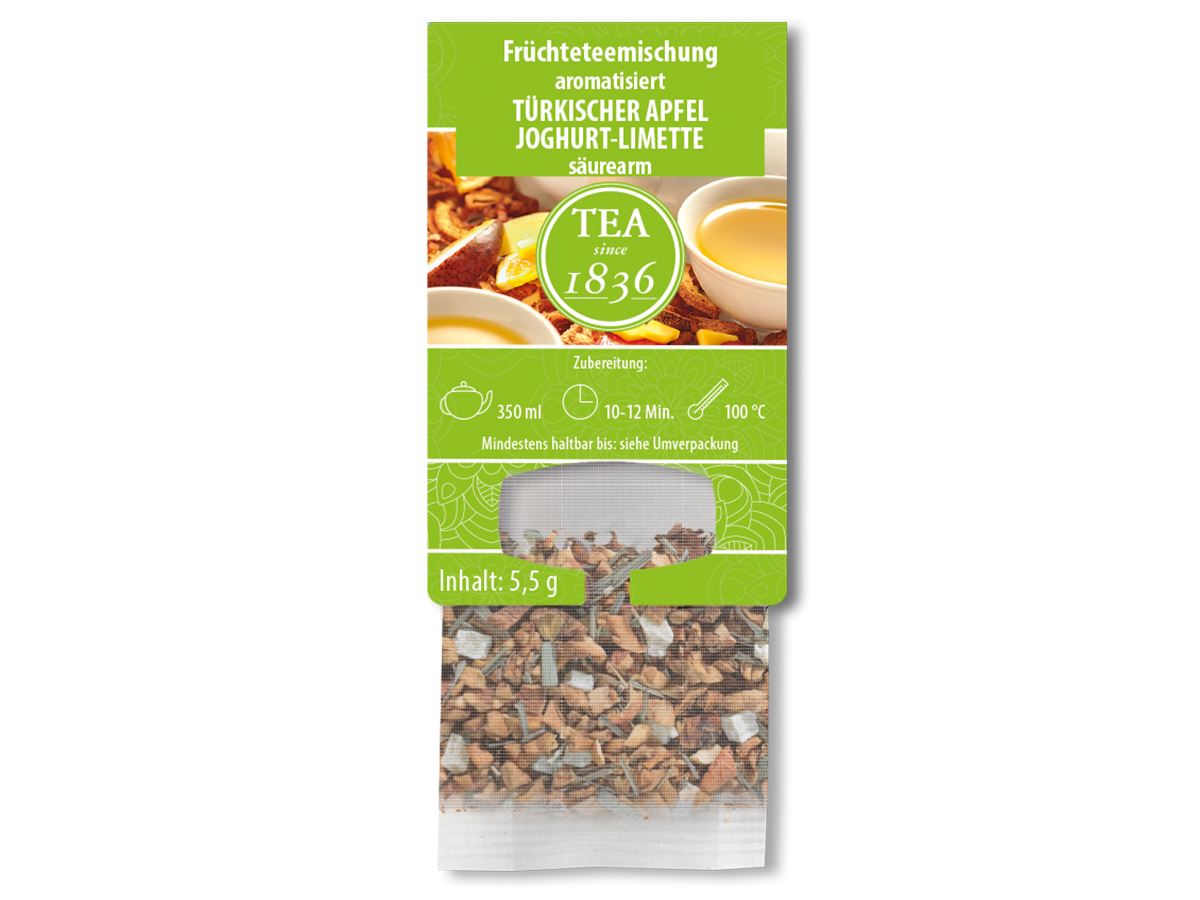 Früchteteemischung
aromatisiert
TÜRKISCHER APFEL
JOGHURT-LIMETTE
säurearm
TEA
since
1836
Zubereitung:
350 ml 10-12 Min. 100 °C
Mindestens haltbar bis: siehe Umverpackung
Inhalt: 5,5 g